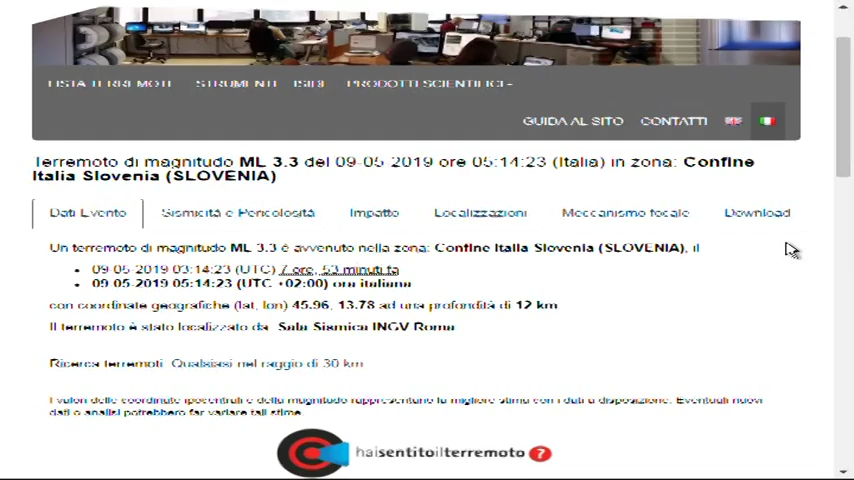 LISTA TERREMOTI STRUMENTI ISIDE PRODOTTI SCIENTIFICI
GUIDA AL SITO CONTATTI
Terremoto di magnitudo ML 3.3 del 09-05-2019 ore 05:14:23 (Italia) in zona: Confine
Italia Slovenia (SLOVENIA)
Dati Evento Sismicità e Pericolosità Impatto Localizzazioni Meccanismo focale Download
Un terremoto di magnitudo ML 3.3 è avvenuto nella zona: Confine Italia Slovenia (SLOVENIA), il
• 09-05-2019 03:14:23 (UTC) 7 ore, 53 minuti fa
• 09-05-2019 05:14:23 (UTC +02:00) ora italiana
con coordinate geografiche (lat, lon) 45.96, 13.78 ad una profondità di 12 km
Il terremoto è stato localizzato da: Sala Sismica INGV Roma
Ricerca terremoti: Qualsiasi nel raggio di 30 km
I valori delle coordinate ipocentrali e della magnitudo rappresentano la migliore stima con i dati a disposizione. Eventuali nuovi
dati o analisi potrebbero far variare tali stime.
haisentitoilterremoto ?